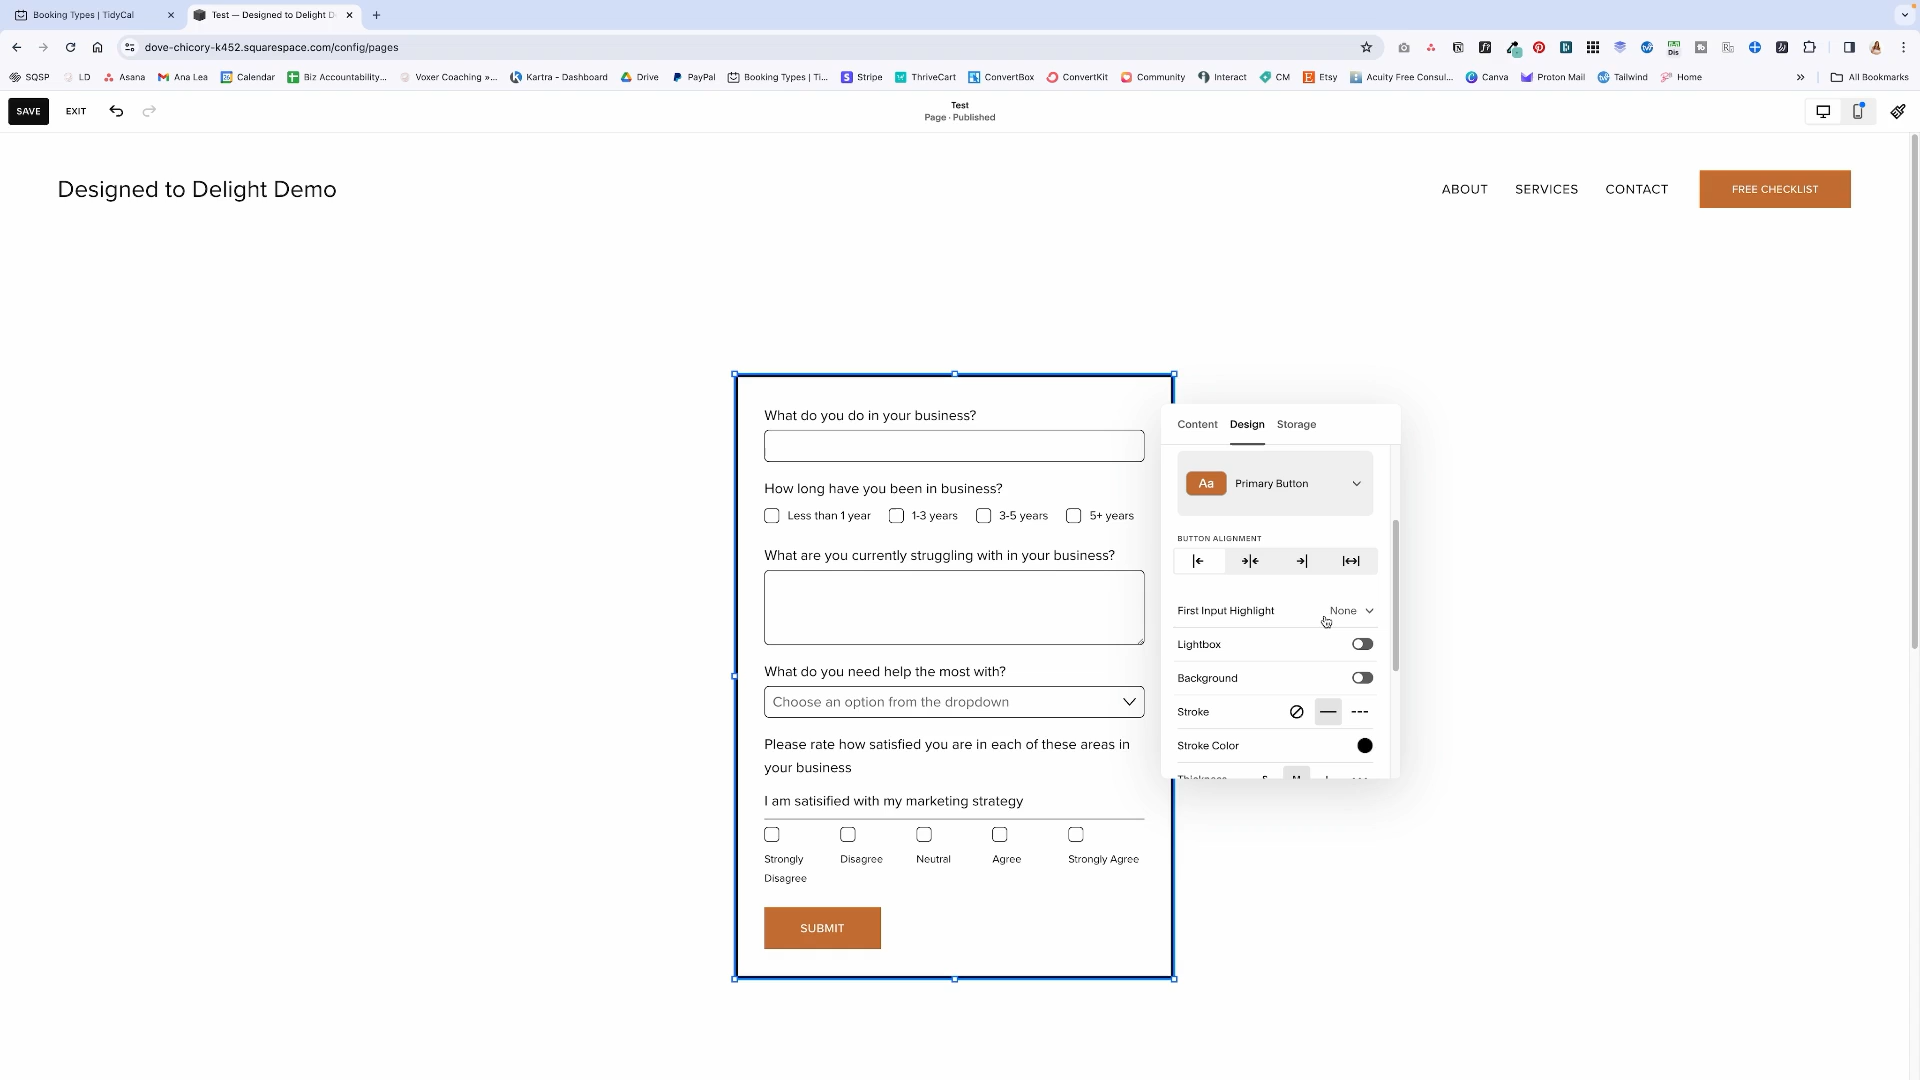 Booking Types | TidyCal
Test — Designed to Delight D
dove-chicory-k452.squarespace.com/config/pages
SQSP
LD
Asana
Ana Lea
Calendar
Biz Accountability...
Voxer Coaching »...
Kartra - Dashboard
Drive
PayPal
Booking Types | Ti...
Stripe
ThriveCart
ConvertBox
ConvertKit
Community
Interact
CM
Etsy
Acuity Free Consul...
Canva
Proton Mail
Tailwind
Home
»
All Bookmarks
SAVE
EXIT
Test
Page · Published
Designed to Delight Demo
ABOUT
SERVICES
CONTACT
FREE CHECKLIST
What do you do in your business?
How long have you been in business?
Less than 1 year
1-3 years
3-5 years
5+ years
What are you currently struggling with in your business?
What do you need help the most with?
Choose an option from the dropdown
Please rate how satisfied you are in each of these areas in
your business
I am satisified with my marketing strategy
Strongly
Disagree
Disagree
Neutral
Agree
Strongly Agree
SUBMIT
Content
Design
Storage
Aa
Primary Button
BUTTON ALIGNMENT
First Input Highlight
None
Lightbox
Background
Stroke
Stroke Color
Thickness